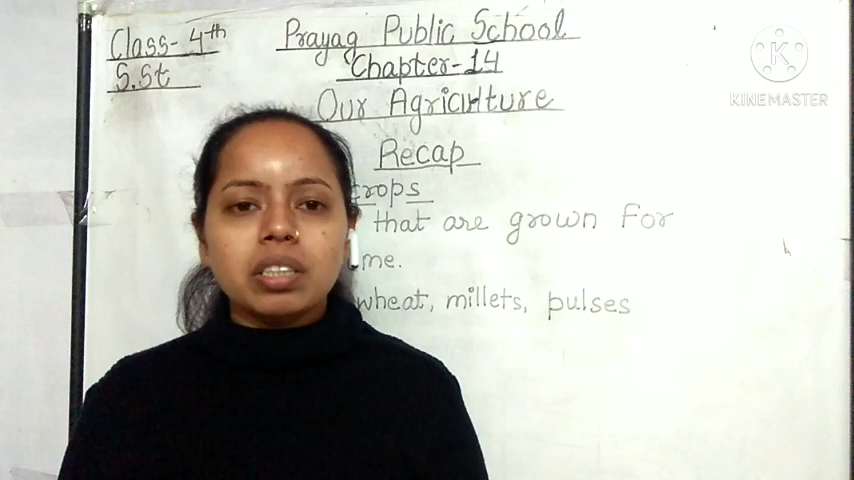 Class- 4th
S.St
Prayag Public School
Chapter-14
Our Agriculture
Recap
crops
that are grown for
me.
wheat, millets, pulses
K
KINEMASTER